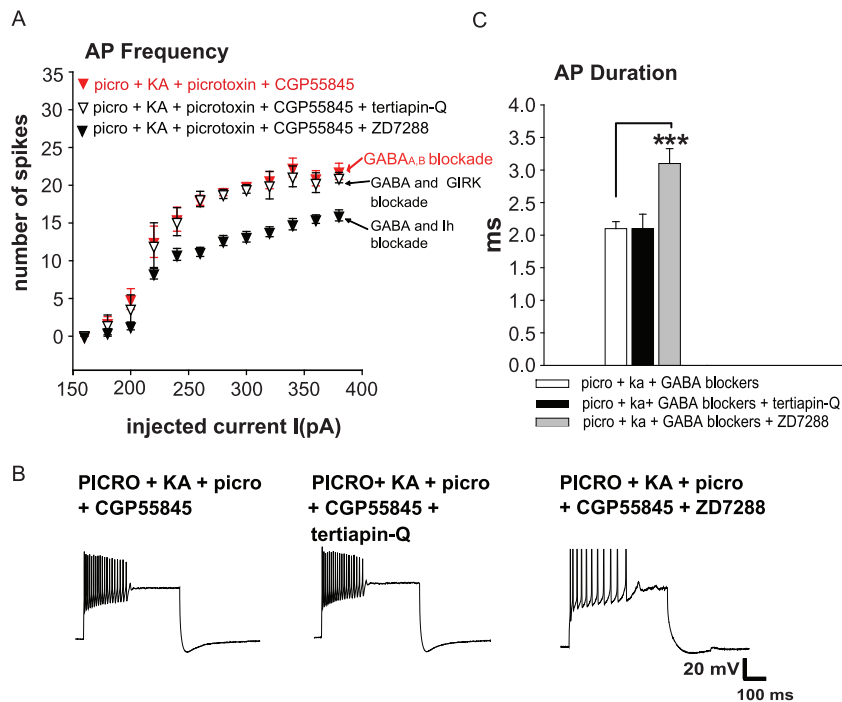 A
AP Frequency
picro + KA + picrotoxin + CGP55845
picro + KA + picrotoxin + CGP55845 + tertiapin-Q
picro + KA + picrotoxin + CGP55845 + ZD7288
number of spikes
35
30
25
20
15
10
5
0
GABAA,B blockade
GABA and GIRK
blockade
GABA and Ih
blockade
150
200
250
300
350
400
injected current I(pA)
C
AP Duration
ms
4.0
3.5
3.0
2.5
2.0
1.5
1.0
0.5
0.0
***
picro + ka + GABA blockers
picro + ka+ GABA blockers + tertiapin-Q
picro + ka + GABA blockers + ZD7288
B
PICRO + KA + picro
+ CGP55845
PICRO+ KA + picro
+ CGP55845 +
tertiapin-Q
PICRO + KA + picro
+ CGP55845 + ZD7288
20 mV
100 ms